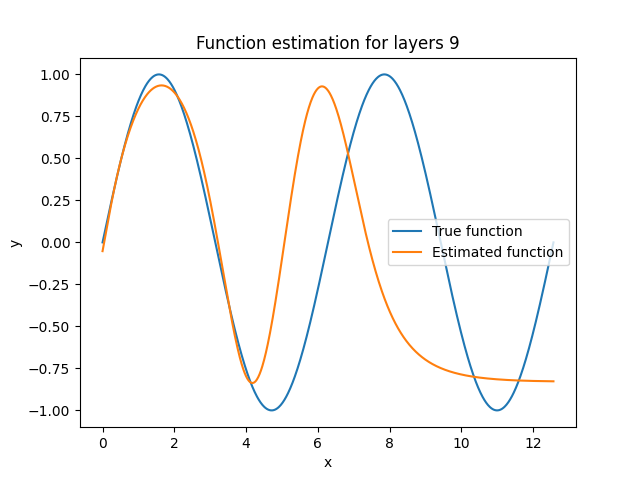 Function estimation for layers 9
1.00
0.75
0.50
0.25
0.00
−0.25
−0.50
−0.75
−1.00
y
True function
Estimated function
0 2 4 6 8 10 12
x